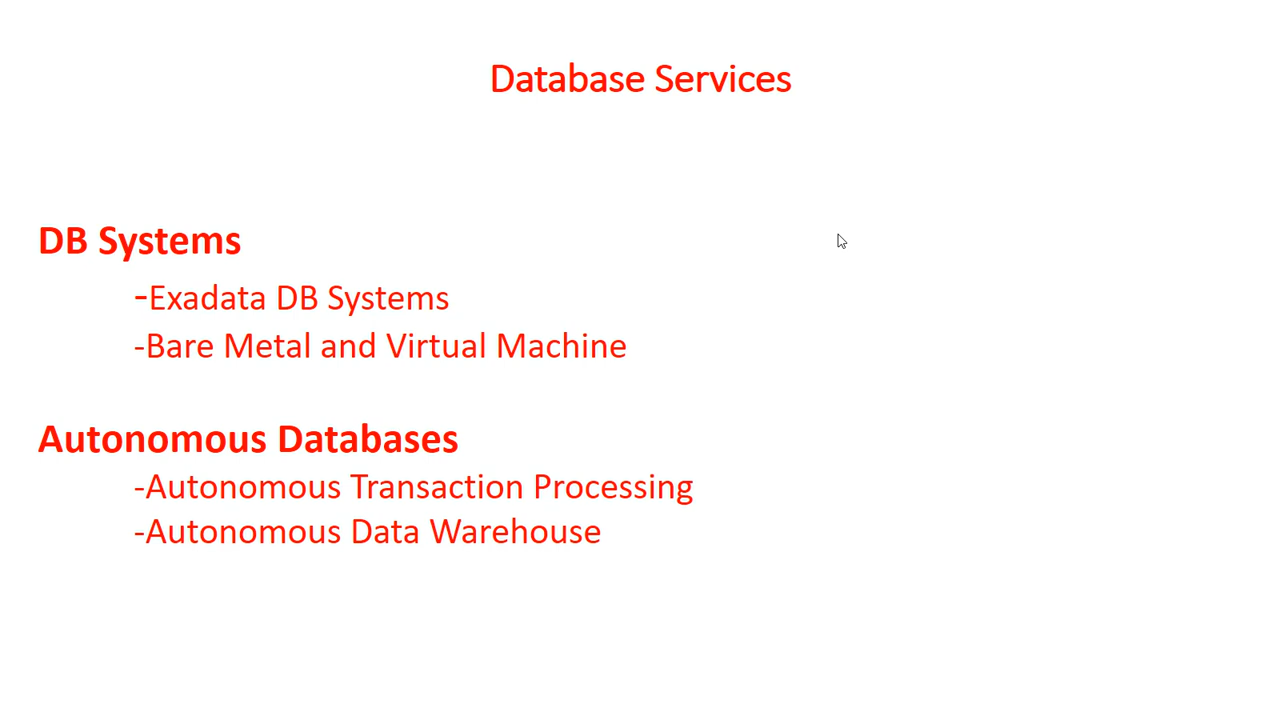 Database Services
DB Systems
-Exadata DB Systems
-Bare Metal and Virtual Machine
Autonomous Databases
-Autonomous Transaction Processing
-Autonomous Data Warehouse